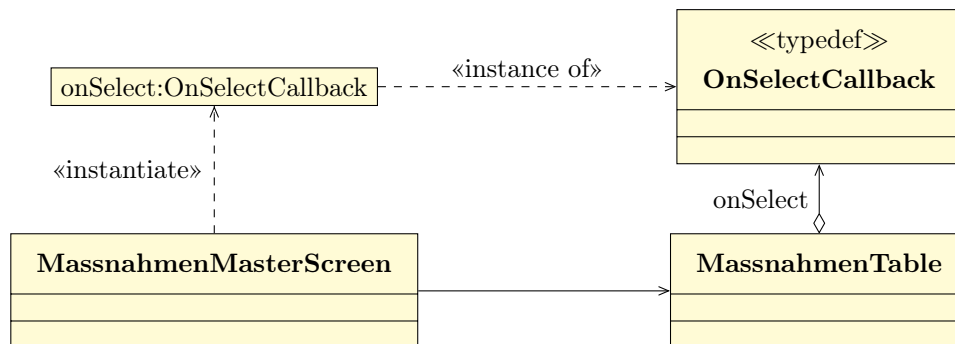 ≪typedef≫
OnSelectCallback
«instance of»
onSelect:OnSelectCallback
«instantiate»
onSelect
MassnahmenMasterScreen
MassnahmenTable